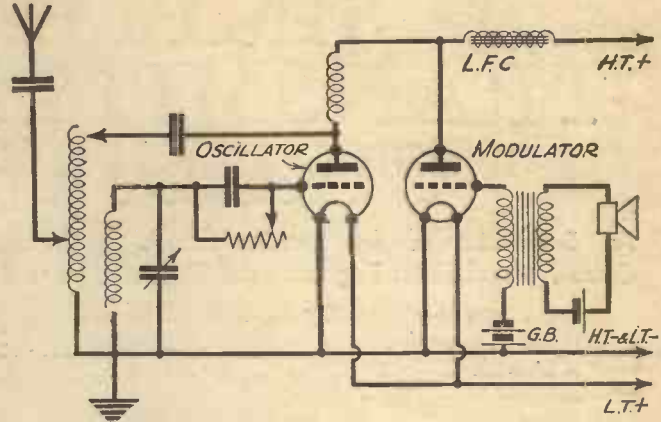 L.F.C
H.T.+
OSCILLATOR
MODULATOR
G.B.
H.T.-&L.T.-
L.T.+